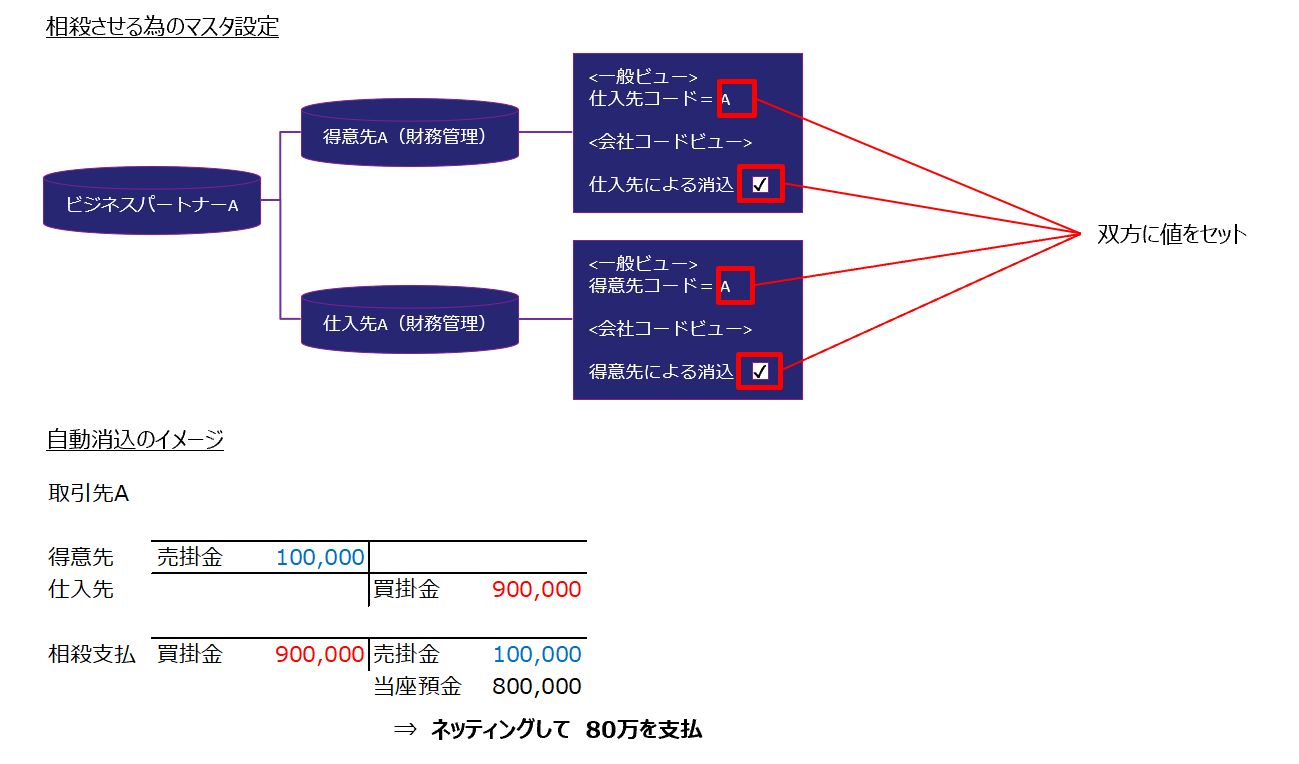 相殺させる為のマスタ設定
ビジネスパートナーA
得意先A（財務管理）
<一般ビュー>
仕入先コード＝ A
<会社コードビュー>
仕入先による消込 ✓
仕入先A（財務管理）
<一般ビュー>
得意先コード＝ A
<会社コードビュー>
得意先による消込 ✓
双方に値をセット
自動消込のイメージ
取引先A
得意先 売掛金 100,000
仕入先 買掛金 900,000
相殺支払 買掛金 900,000 売掛金 100,000
当座預金 800,000
⇒ ネッティングして 80万を支払